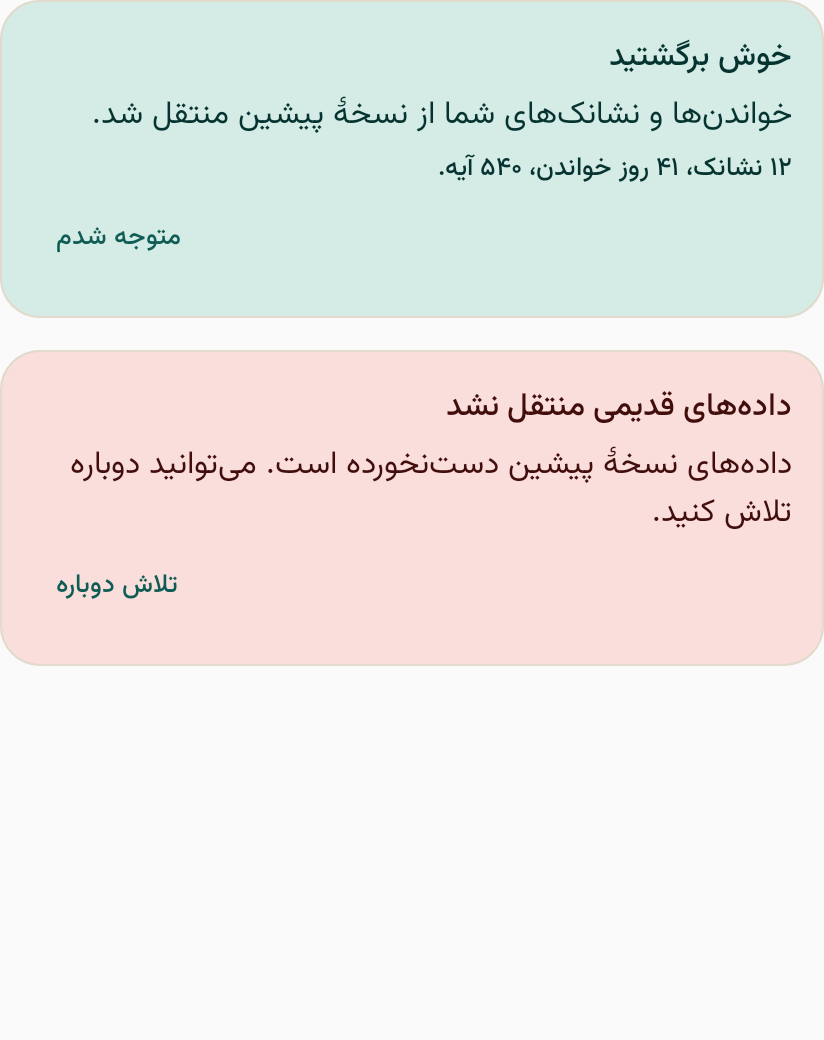 خوش برگشتید
خواندن‌ها و نشانک‌های شما از نسخهٔ پیشین منتقل شد.
۱۲ نشانک، ۴۱ روز خواندن، ۵۴۰ آیه.
متوجه شدم
داده‌های قدیمی منتقل نشد
داده‌های نسخهٔ پیشین دست‌نخورده است. می‌توانید دوباره
تلاش کنید.
تلاش دوباره